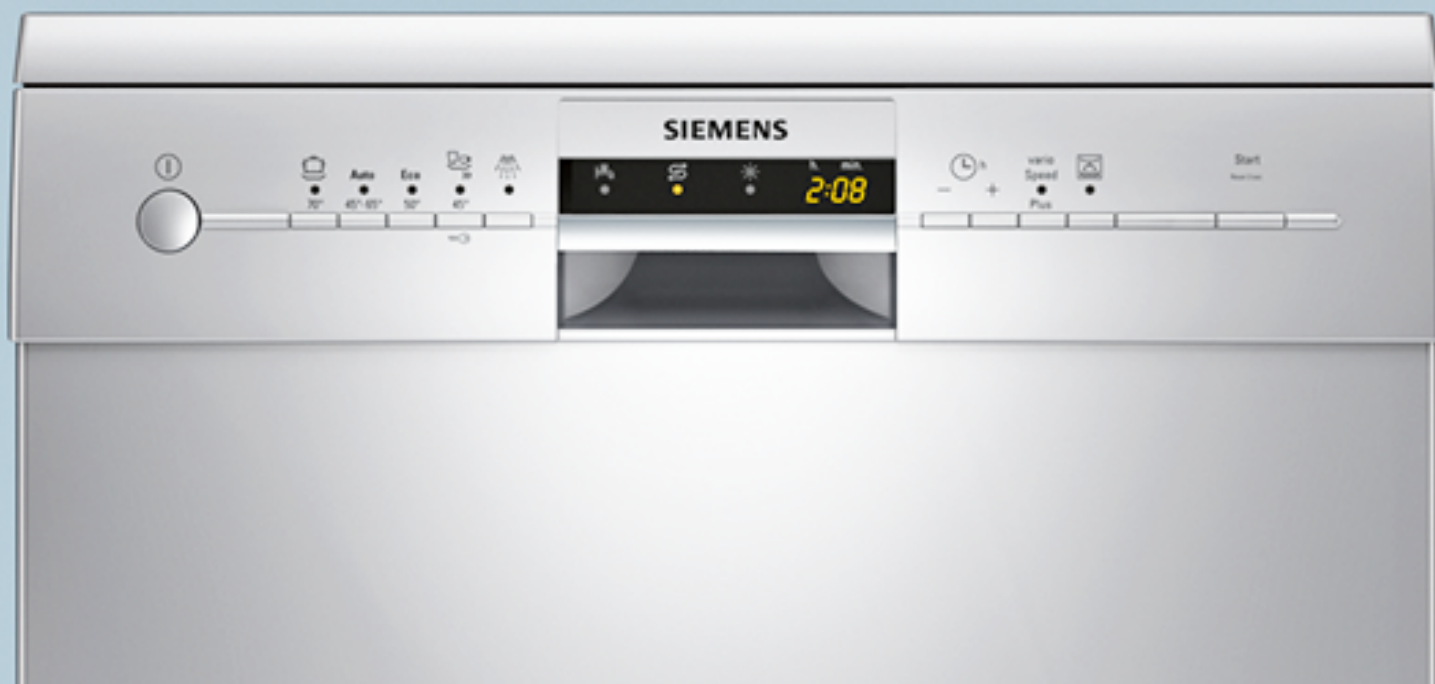 SIEMENS
h min.
2:08
Auto
Eco
70°
45°-65°
50°
45°
h
- +
vario
Speed
Plus
Start